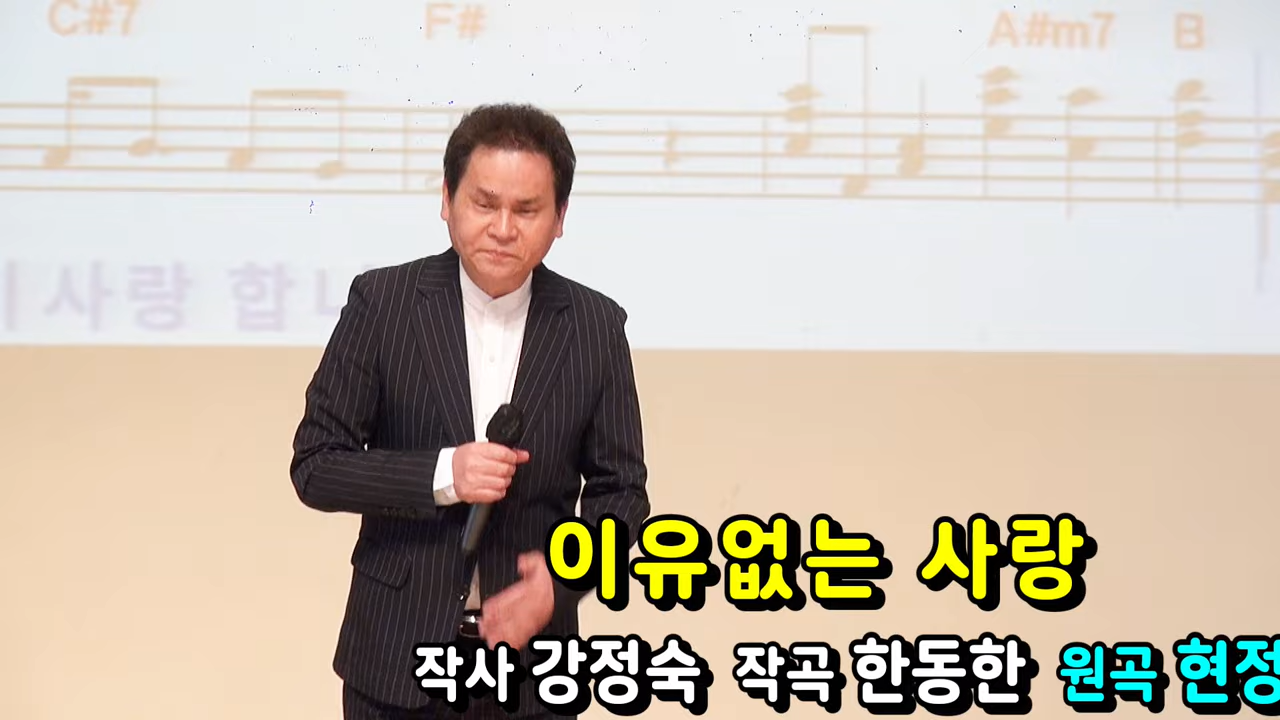 C#7 F# A#m7 B
사랑 합니
이유없는 사랑
작사 강정숙 작곡 한동한 원곡 현정